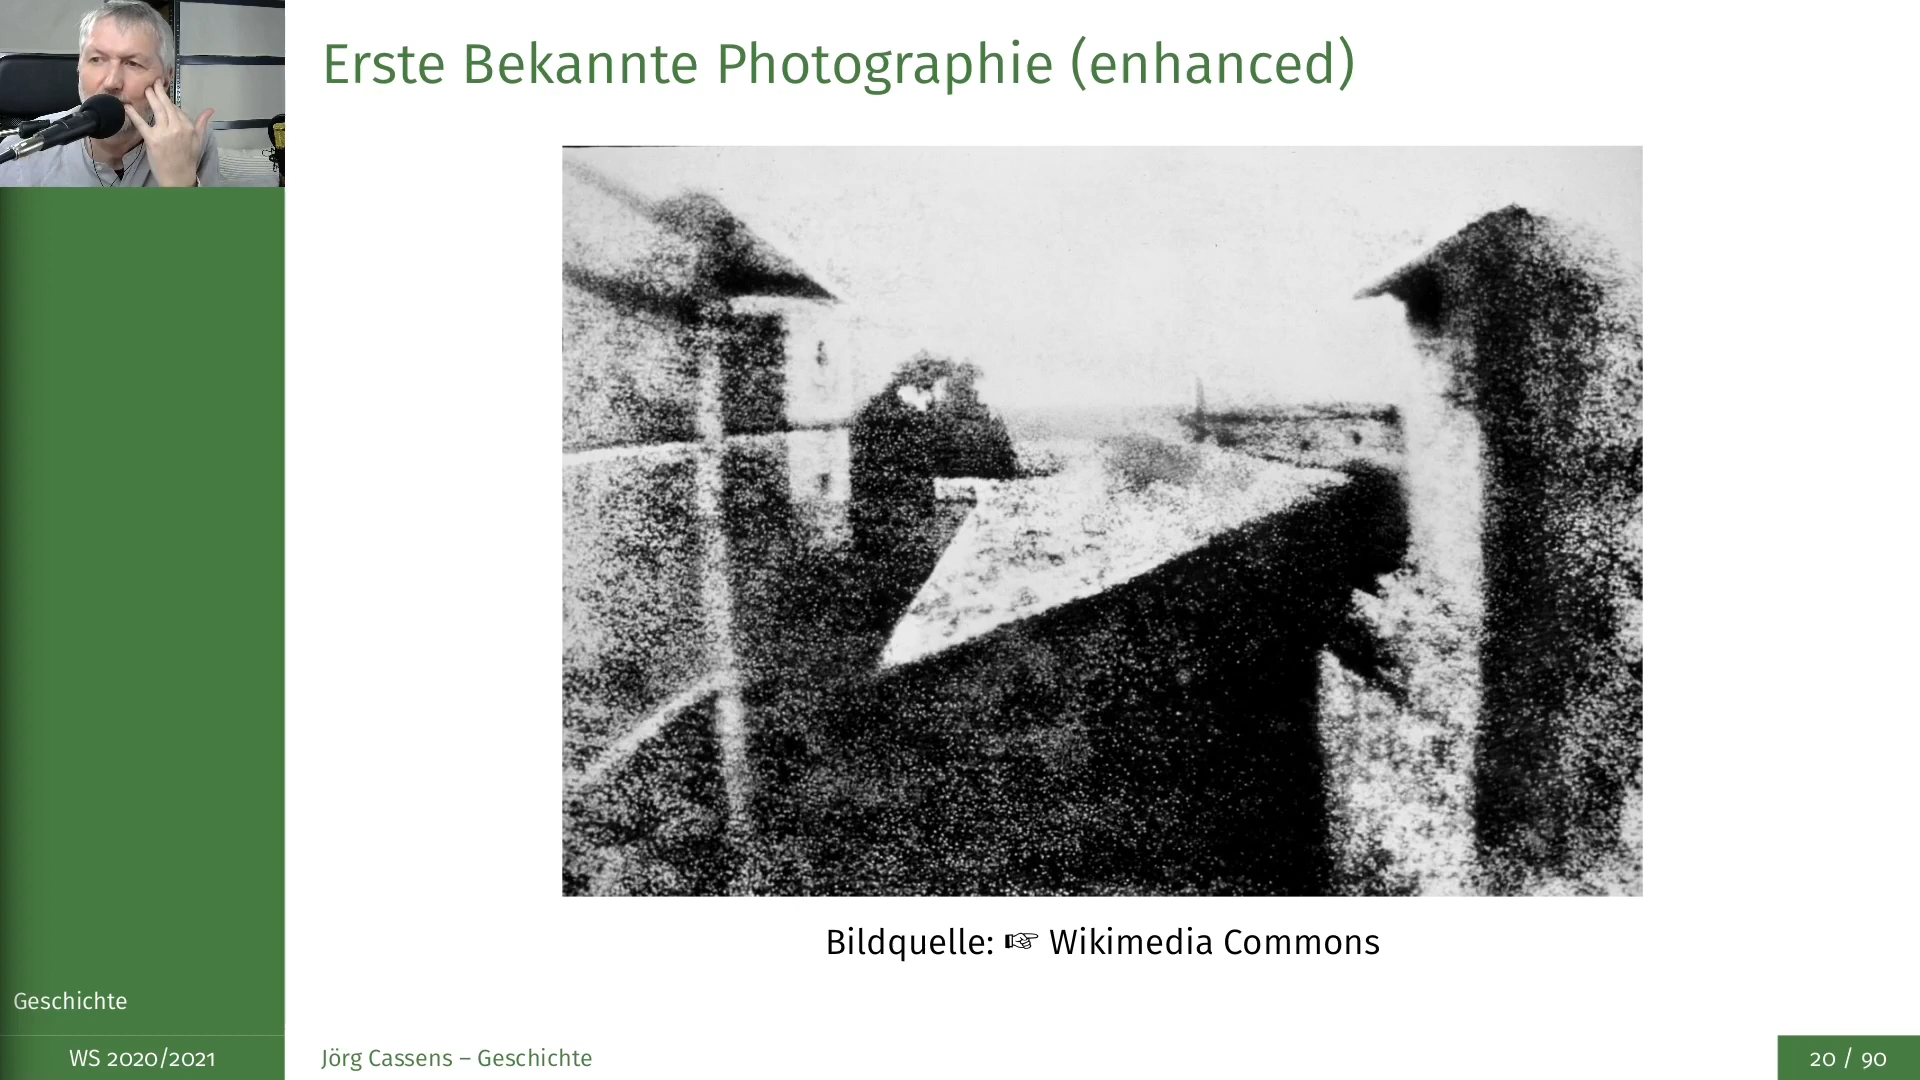 Erste Bekannte Photographie (enhanced)
Bildquelle: ☞ Wikimedia Commons
Geschichte
WS 2020/2021
Jörg Cassens – Geschichte
20 / 90